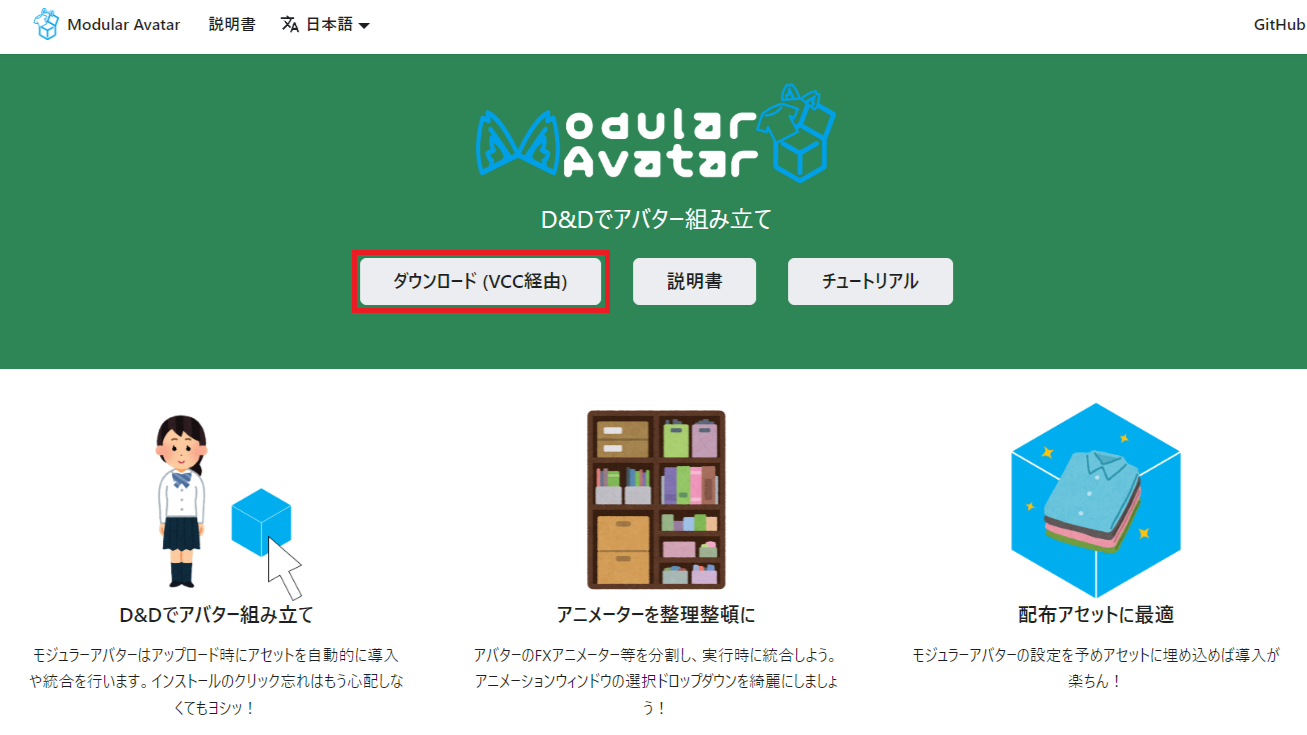 Modular Avatar 説明書 日本語 GitHub
Modular
Avatar
D&Dでアバター組み立て
ダウンロード (VCC経由) 説明書 チュートリアル
D&Dでアバター組み立て
モジュラーアバターはアップロード時にアセットを自動的に導入
や統合を行います。インストールのクリック忘れはもう心配しな
くてもヨシッ！
アニメーターを整理整頓に
アバターのFXアニメーター等を分割し、実行時に統合しよう。
アニメーションウィンドウの選択ドロップダウンを綺麗にしましょ
う！
配布アセットに最適
モジュラーアバターの設定を予めアセットに埋め込めば導入が
楽ちん！